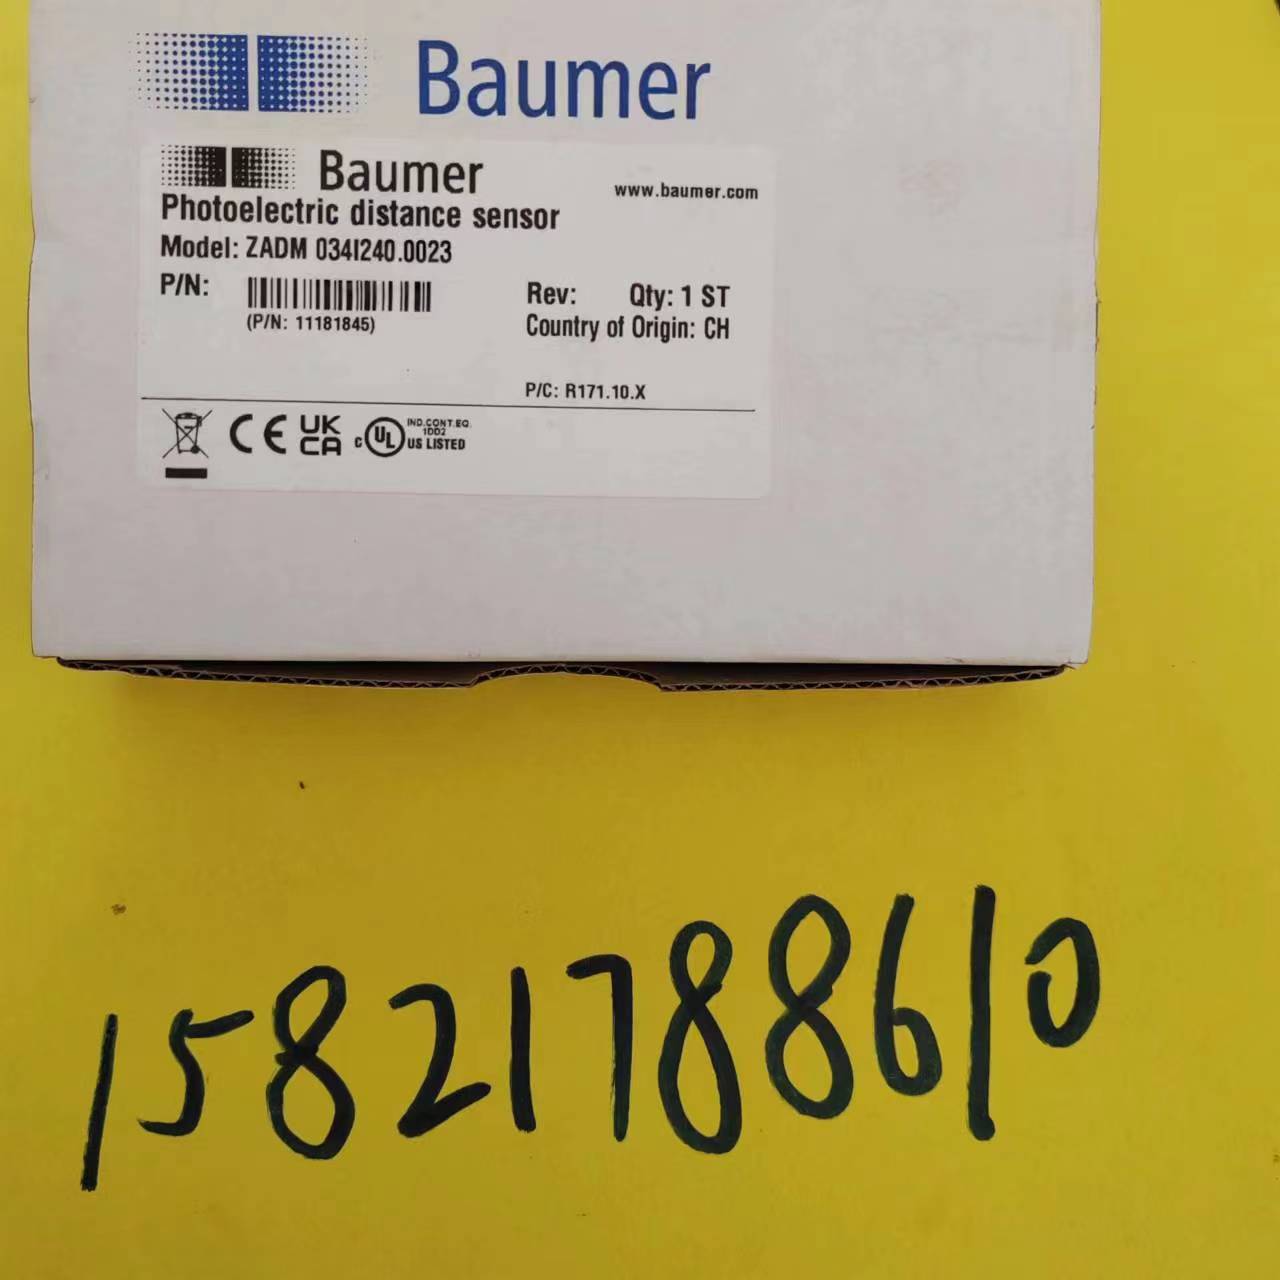 Baumer
Baumer
www.baumer.com
Photoelectric distance sensor
Model: ZADM 034I240.0023
P/N:
(P/N: 11181845)
Rev: Qty: 1 ST
Country of Origin: CH
P/C: R171.10.X
CE UK CA c UL US LISTED
IND.CONT.EQ.
1DD2
15821788610